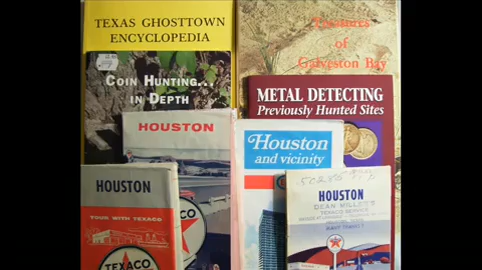 TEXAS GHOSTTOWN
ENCYCLOPEDIA
Treasures
of
Galveston Bay
COIN HUNTING...
IN DEPTH
METAL DETECTING
Previously Hunted Sites
HOUSTON
Houston
and vicinity
HOUSTON
TOUR WITH TEXACO
TEXACO
HOUSTON
DEAN MILLER'S
TEXACO SERVICE